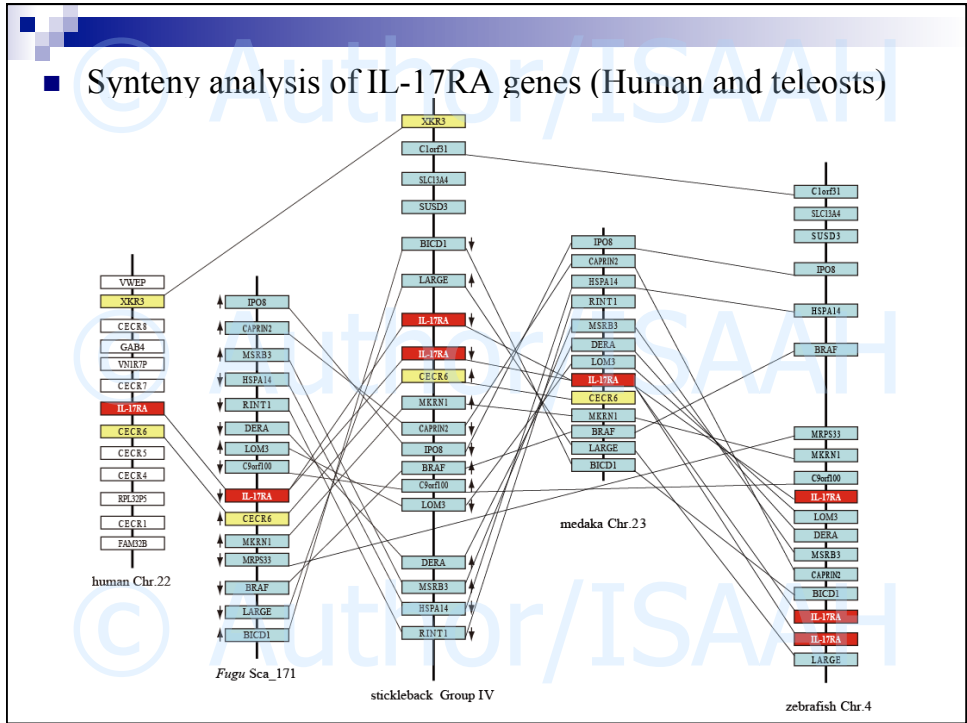 © Author/ISAAH
Synteny analysis of IL-17RA genes (Human and teleosts)
VWEP
XKR3
CECR8
GAB4
VN1R7P
CECR7
IL-17RA
CECR6
CECR5
CECR4
RPL32P5
CECR1
FAM32B
human Chr.22
IPO8
CAPRIN2
MSRB3
HSPA14
RINT1
DERA
LOM3
C9orf100
IL-17RA
CECR6
MKRN1
MRPS33
BRAF
LARGE
BICD1
Fugu Sca_171
XKR3
C1orf31
SLC13A4
SUSD3
BICD1
LARGE
IL-17RA
IL-17RA
CECR6
MKRN1
CAPRIN2
IPO8
BRAF
C9orf100
LOM3
DERA
MSRB3
HSPA14
RINT1
stickleback Group IV
IPO8
CAPRIN2
HSPA14
RINT1
MSRB3
DERA
LOM3
IL-17RA
CECR6
MKRN1
BRAF
LARGE
BICD1
medaka Chr.23
C1orf31
SLC13A4
SUSD3
IPO8
HSPA14
BRAF
MRPS33
MKRN1
C9orf100
IL-17RA
LOM3
DERA
MSRB3
CAPRIN2
BICD1
IL-17RA
IL-17RA
LARGE
zebrafish Chr.4
© Author/ISAAH